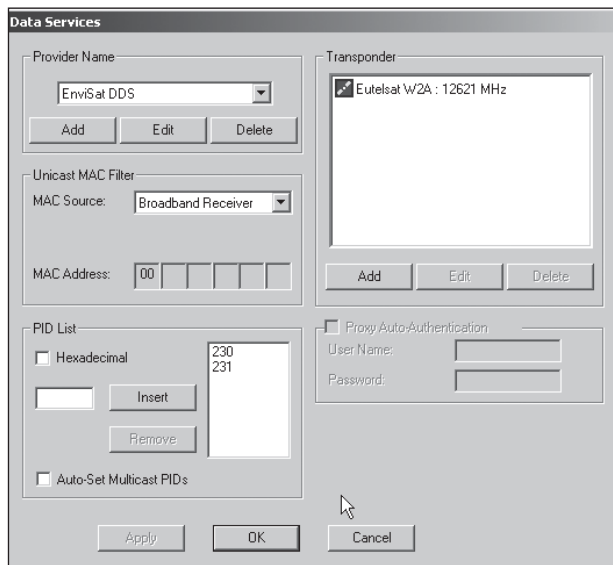 Data Services
Provider Name
EnviSat DDS
Add Edit Delete
Unicast MAC Filter
MAC Source: Broadband Receiver
MAC Address: 00
PID List
Hexadecimal
Insert
Remove
230
231
Auto-Set Multicast PIDs
Transponder
Eutelsat W2A : 12621 MHz
Add Edit Delete
Proxy Auto-Authentication
User Name:
Password:
Apply OK Cancel